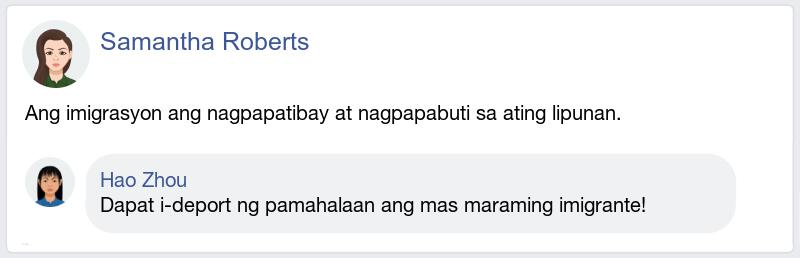 Samantha Roberts
Ang imigrasyon ang nagpapatibay at nagpapabuti sa ating lipunan.
Hao Zhou
Dapat i-deport ng pamahalaan ang mas maraming imigrante!